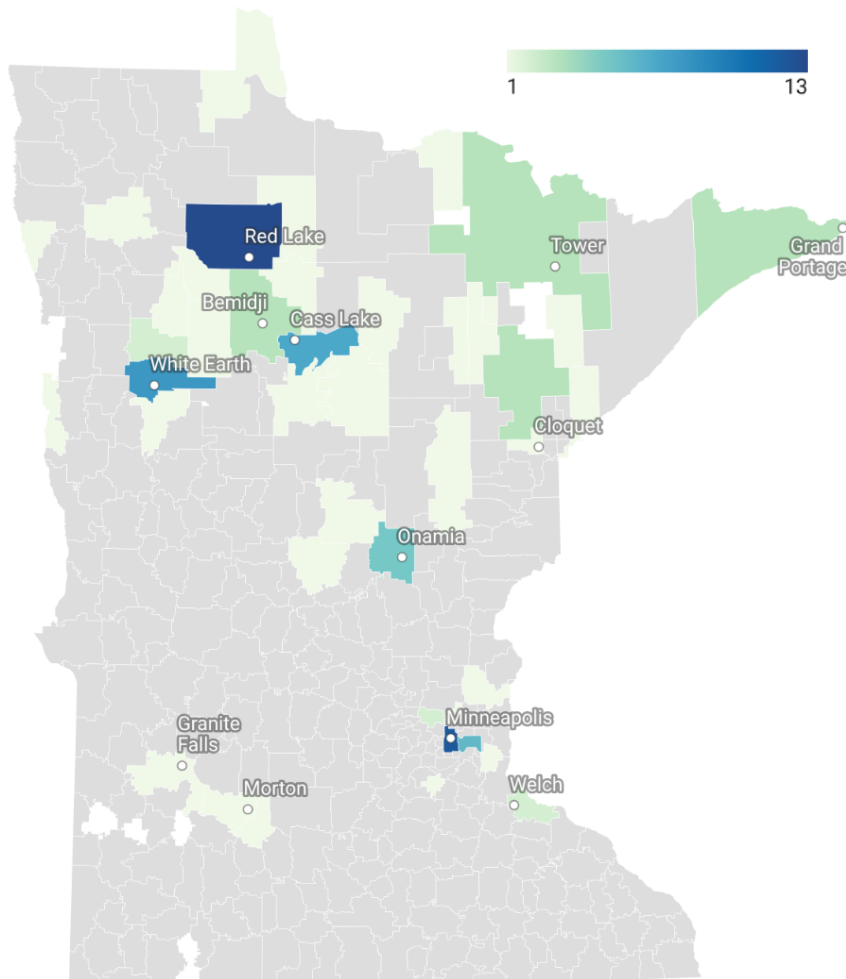 1
13
Red Lake
Tower
Grand
Portage
Bemidji
Cass Lake
White Earth
Cloquet
Onamia
Minneapolis
Granite
Falls
Morton
Welch